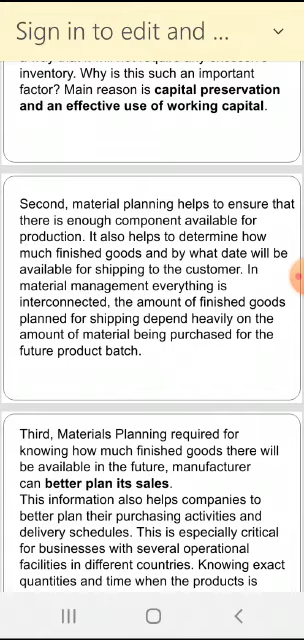 Sign in to edit and ...
inventory. Why is this such an important
factor? Main reason is capital preservation
and an effective use of working capital.
Second, material planning helps to ensure that
there is enough component available for
production. It also helps to determine how
much finished goods and by what date will be
available for shipping to the customer. In
material management everything is
interconnected, the amount of finished goods
planned for shipping depend heavily on the
amount of material being purchased for the
future product batch.
Third, Materials Planning required for
knowing how much finished goods there will
be available in the future, manufacturer
can better plan its sales.
This information also helps companies to
better plan their purchasing activities and
delivery schedules. This is especially critical
for businesses with several operational
facilities in different countries. Knowing exact
quantities and time when the products is